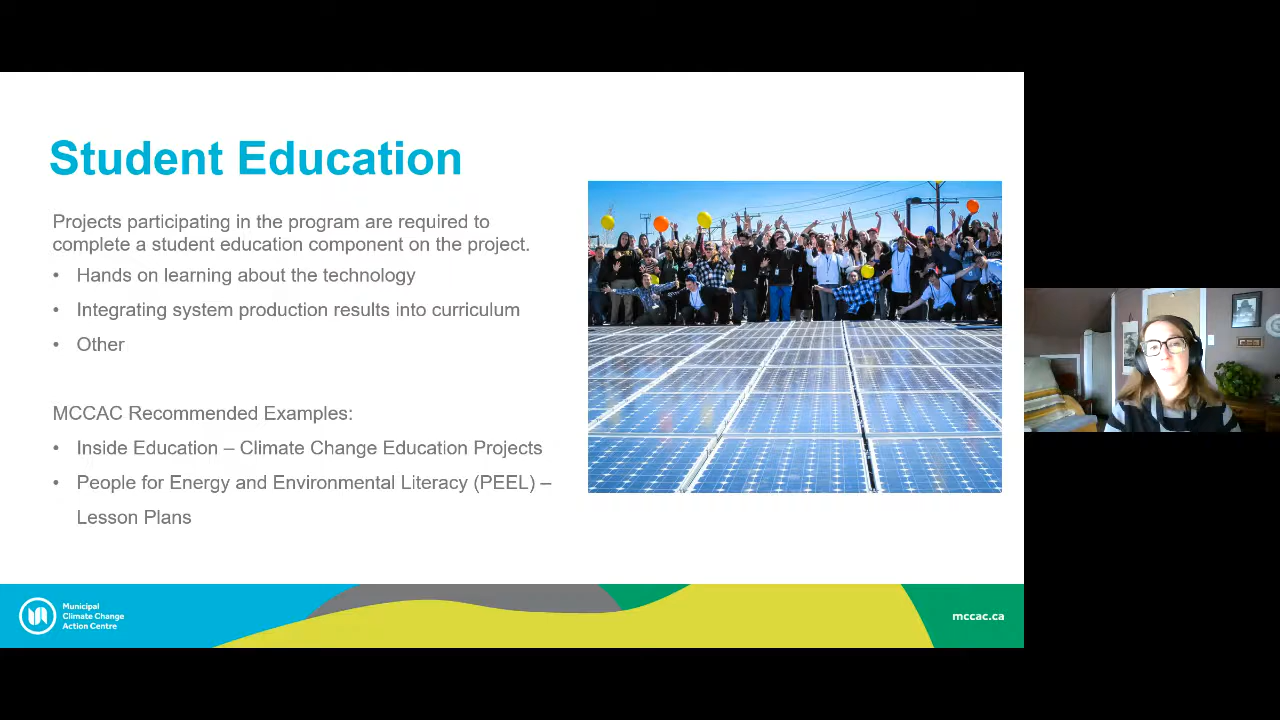 Student Education
Projects participating in the program are required to
complete a student education component on the project.
• Hands on learning about the technology
• Integrating system production results into curriculum
• Other
MCCAC Recommended Examples:
• Inside Education – Climate Change Education Projects
• People for Energy and Environmental Literacy (PEEL) –
Lesson Plans
Municipal
Climate Change
Action Centre
mccac.ca